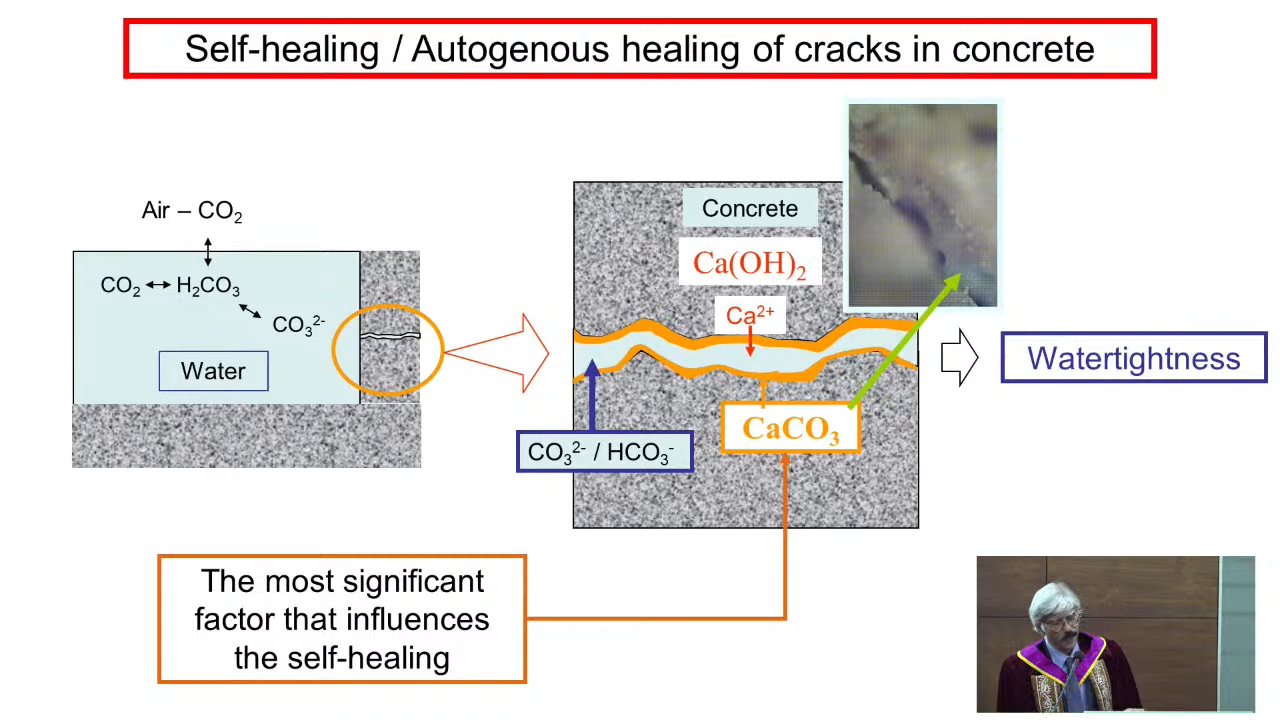 Self-healing / Autogenous healing of cracks in concrete
Air – CO₂
CO₂ ↔ H₂CO₃
CO₃²⁻
Water
Concrete
Ca(OH)₂
Ca²⁺
CO₃²⁻ / HCO₃⁻
CaCO₃
Watertightness
The most significant
factor that influences
the self-healing